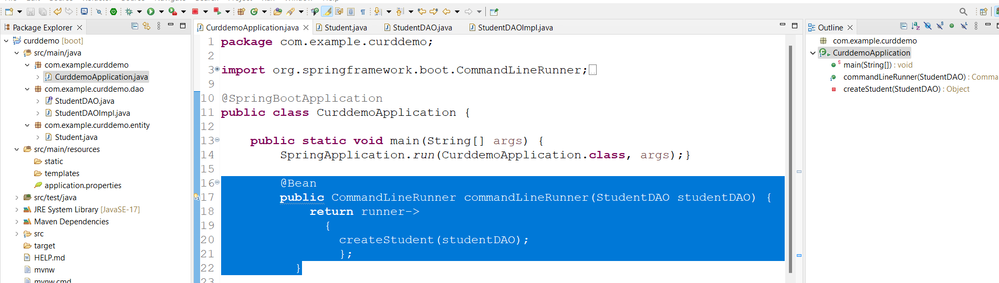 Package Explorer
curddemo [boot]
src/main/java
com.example.curddemo
CurddemoApplication.java
com.example.curddemo.dao
StudentDAO.java
StudentDAOImpl.java
com.example.curddemo.entity
Student.java
src/main/resources
static
templates
application.properties
src/test/java
JRE System Library [JavaSE-17]
Maven Dependencies
src
target
HELP.md
mvnw
mvnw.cmd
CurddemoApplication.java
Student.java
StudentDAO.java
StudentDAOImpl.java
1 package com.example.curddemo;
2
3 import org.springframework.boot.CommandLineRunner;
9
10 @SpringBootApplication
11 public class CurddemoApplication {
12
13 public static void main(String[] args) {
14 SpringApplication.run(CurddemoApplication.class, args);}
15
16 @Bean
17 public CommandLineRunner commandLineRunner(StudentDAO studentDAO) {
18 return runner->
19 {
20 createStudent(studentDAO);
21 };
22 }
23
Outline
com.example.curddemo
CurddemoApplication
main(String[]) : void
commandLineRunner(StudentDAO) : Comma
createStudent(StudentDAO) : Object